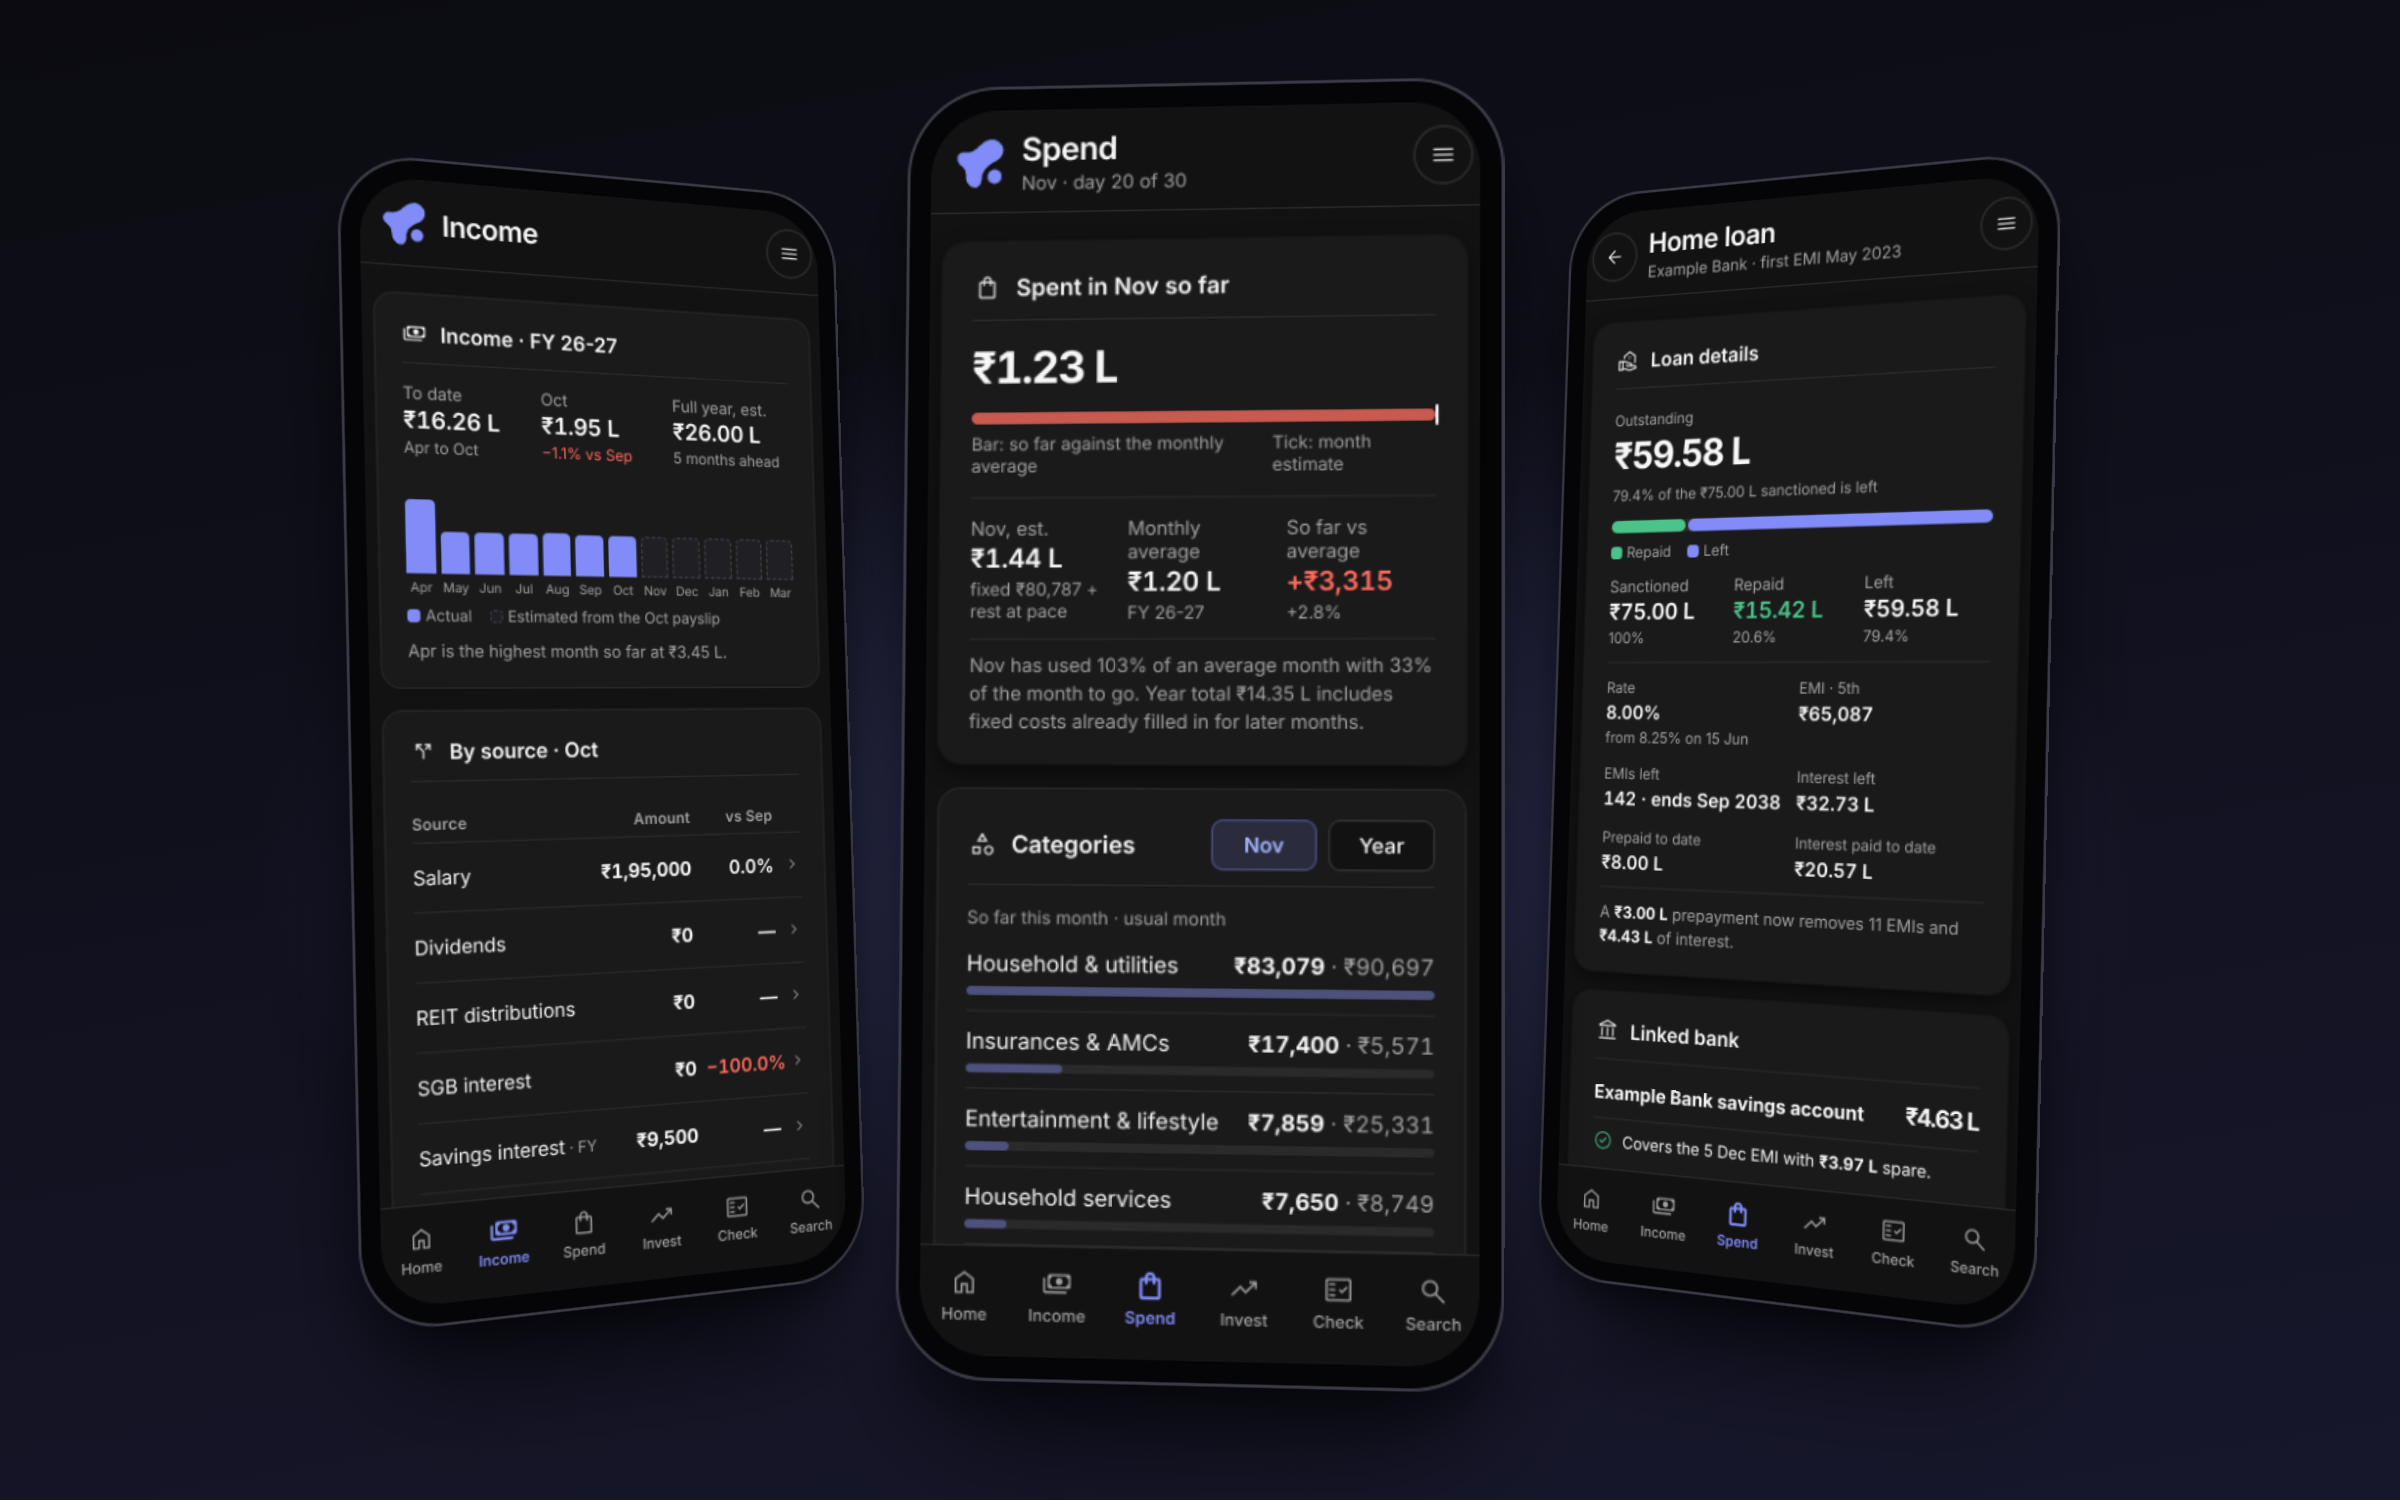 Income
Income · FY 26-27
To date
₹16.26 L
Apr to Oct
Oct
₹1.95 L
−1.1% vs Sep
Full year, est.
₹26.00 L
5 months ahead
Apr May Jun Jul Aug Sep Oct Nov Dec Jan Feb Mar
Actual Estimated from the Oct payslip
Apr is the highest month so far at ₹3.45 L.
By source · Oct
Source Amount vs Sep
Salary ₹1,95,000 0.0%
Dividends ₹0 —
REIT distributions ₹0 —
SGB interest ₹0 −100.0%
Savings interest · FY ₹9,500 —
Home Income Spend Invest Check Search
Spend
Nov · day 20 of 30
Spent in Nov so far
₹1.23 L
Bar: so far against the monthly
average
Tick: month
estimate
Nov, est.
₹1.44 L
fixed ₹80,787 +
rest at pace
Monthly
average
₹1.20 L
FY 26-27
So far vs
average
+₹3,315
+2.8%
Nov has used 103% of an average month with 33%
of the month to go. Year total ₹14.35 L includes
fixed costs already filled in for later months.
Categories Nov Year
So far this month · usual month
Household & utilities ₹83,079 · ₹90,697
Insurances & AMCs ₹17,400 · ₹5,571
Entertainment & lifestyle ₹7,859 · ₹25,331
Household services ₹7,650 · ₹8,749
Home Income Spend Invest Check Search
Home loan
Example Bank · first EMI May 2023
Loan details
Outstanding
₹59.58 L
79.4% of the ₹75.00 L sanctioned is left
Repaid Left
Sanctioned
₹75.00 L
100%
Repaid
₹15.42 L
20.6%
Left
₹59.58 L
79.4%
Rate
8.00%
from 8.25% on 15 Jun
EMI · 5th
₹65,087
EMIs left
142 · ends Sep 2038
Interest left
₹32.73 L
Prepaid to date
₹8.00 L
Interest paid to date
₹20.57 L
A ₹3.00 L prepayment now removes 11 EMIs and
₹4.43 L of interest.
Linked bank
Example Bank savings account ₹4.63 L
Covers the 5 Dec EMI with ₹3.97 L spare.
Home Income Spend Invest Check Search